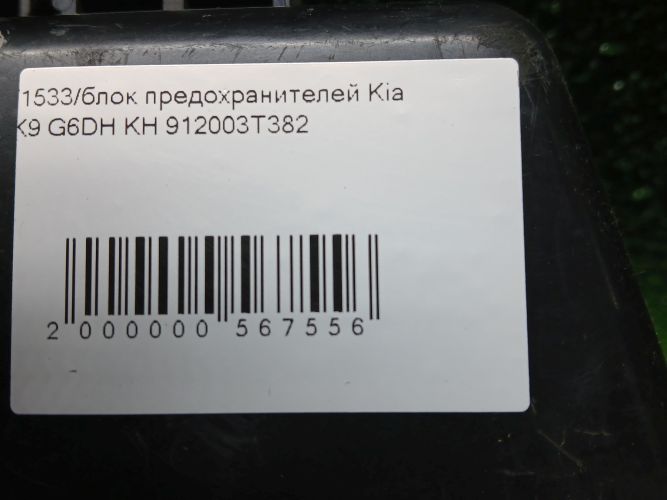 1533/блок предохранителей Kia
K9 G6DH KH 912003T382
2 000000 567556